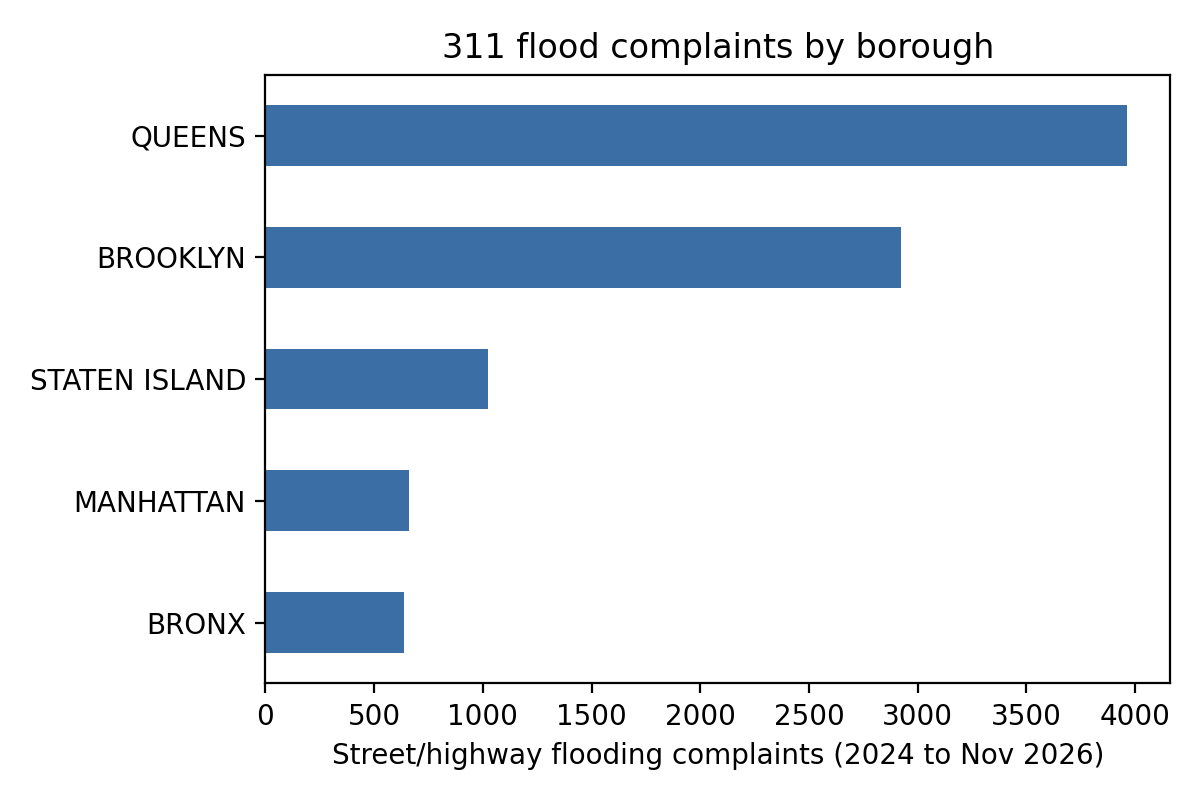 311 flood complaints by borough
QUEENS
BROOKLYN
STATEN ISLAND
MANHATTAN
BRONX
0 500 1000 1500 2000 2500 3000 3500 4000
Street/highway flooding complaints (2024 to Nov 2026)